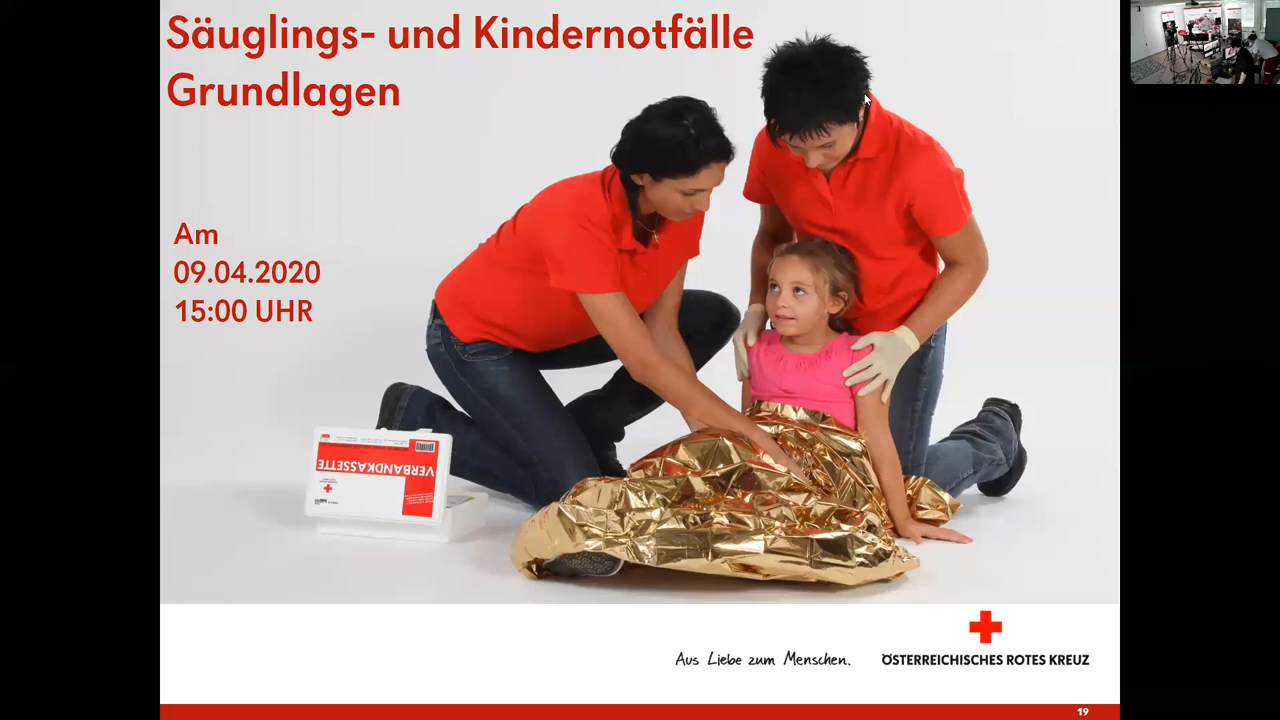 Säuglings- und Kindernotfälle
Grundlagen
Am
09.04.2020
15:00 UHR
VERBANDKASSETTE
Aus Liebe zum Menschen.
ÖSTERREICHISCHES ROTES KREUZ
19